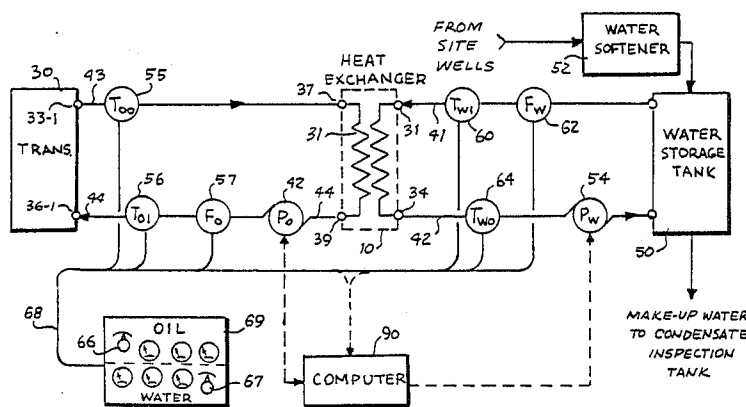 FROM
SITE
WELLS
WATER
SOFTENER
52
30
43
55
33-1
T00
TRANS.
HEAT
EXCHANGER
37
31
31
41
TWI
60
FW
62
WATER
STORAGE
TANK
36-1
44
56
TOI
57
FO
42
PO
44
39
10
34
42
64
TWO
54
PW
50
68
OIL
69
66
67
WATER
90
COMPUTER
MAKE-UP WATER
TO CONDENSATE
INSPECTION
TANK